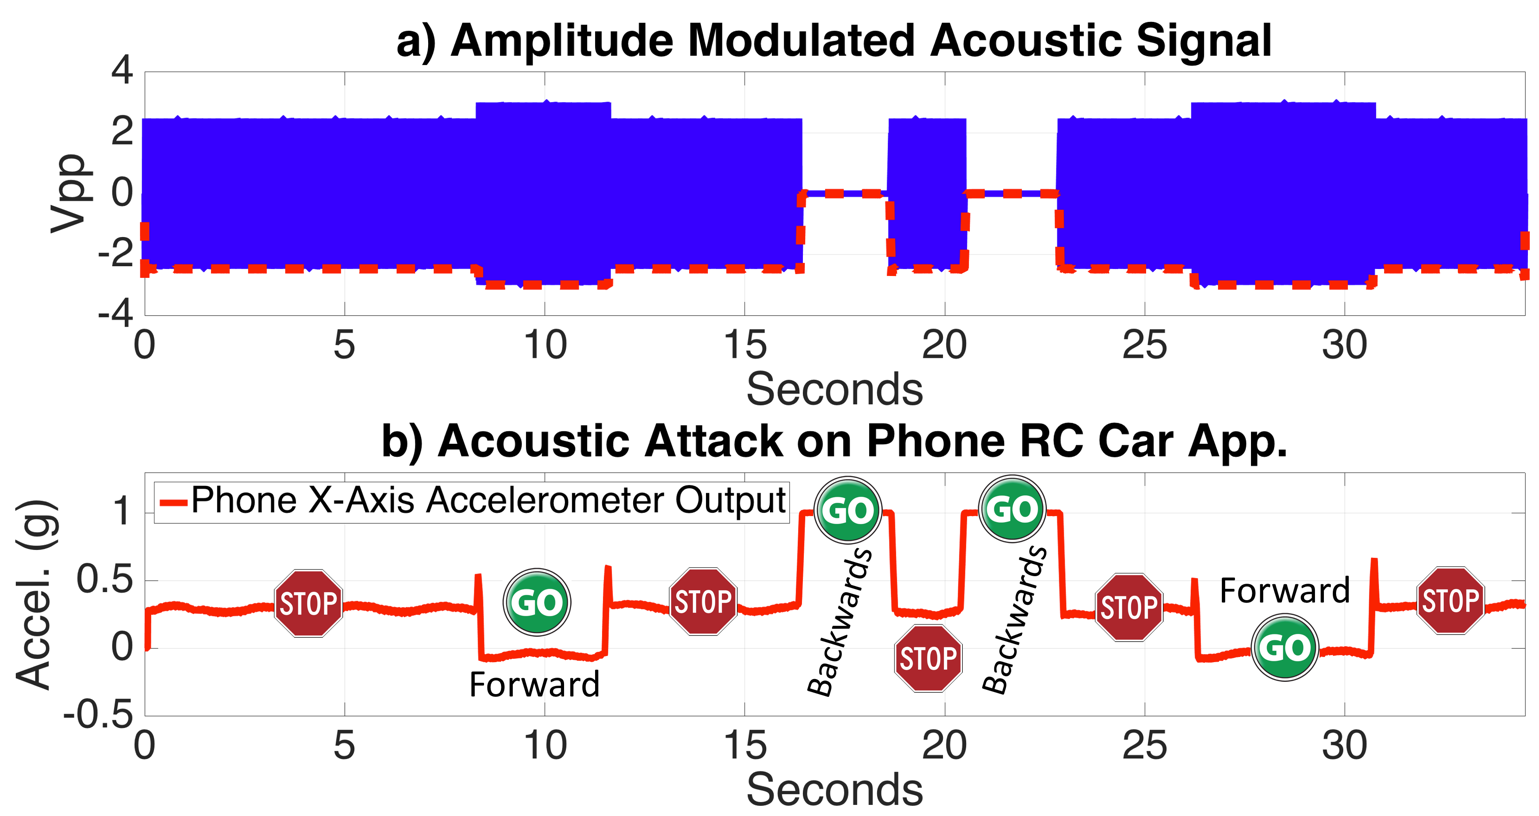 a) Amplitude Modulated Acoustic Signal
4
2
0
-2
-4
Vpp
0 5 10 15 20 25 30
Seconds
b) Acoustic Attack on Phone RC Car App.
Phone X-Axis Accelerometer Output
1
0.5
0
-0.5
Accel. (g)
STOP
GO
Forward
STOP
GO
Backwards
STOP
GO
Backwards
STOP
Forward
GO
STOP
0 5 10 15 20 25 30
Seconds